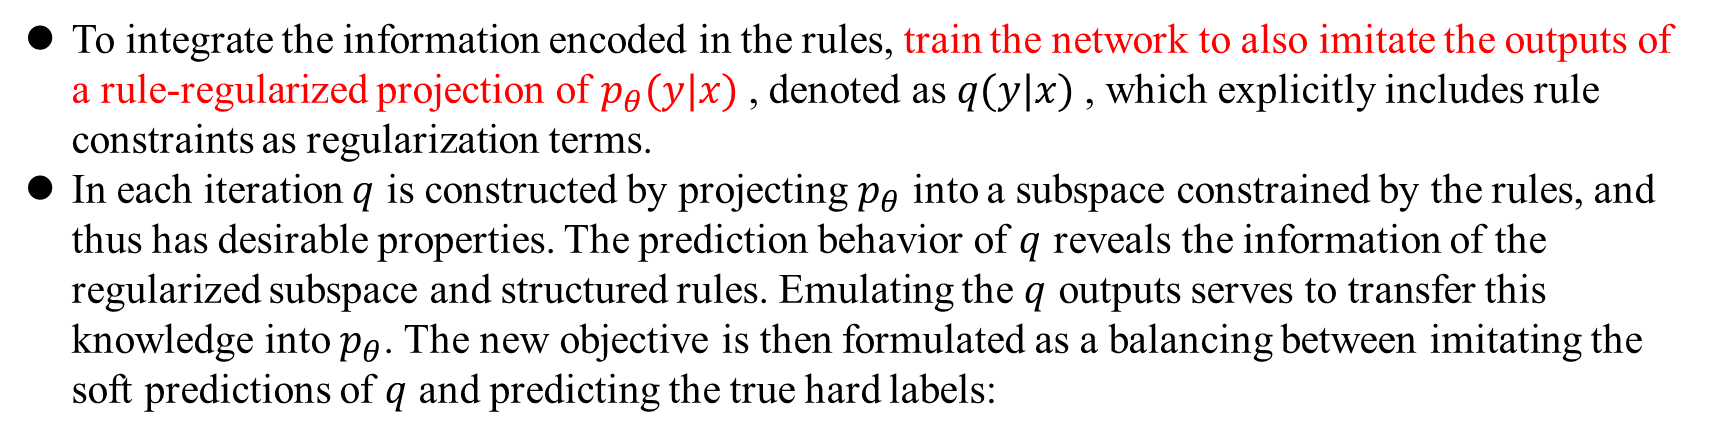 ● To integrate the information encoded in the rules, train the network to also imitate the outputs of
a rule-regularized projection of p_θ(y|x) , denoted as q(y|x) , which explicitly includes rule
constraints as regularization terms.
● In each iteration q is constructed by projecting p_θ into a subspace constrained by the rules, and
thus has desirable properties. The prediction behavior of q reveals the information of the
regularized subspace and structured rules. Emulating the q outputs serves to transfer this
knowledge into p_θ. The new objective is then formulated as a balancing between imitating the
soft predictions of q and predicting the true hard labels: